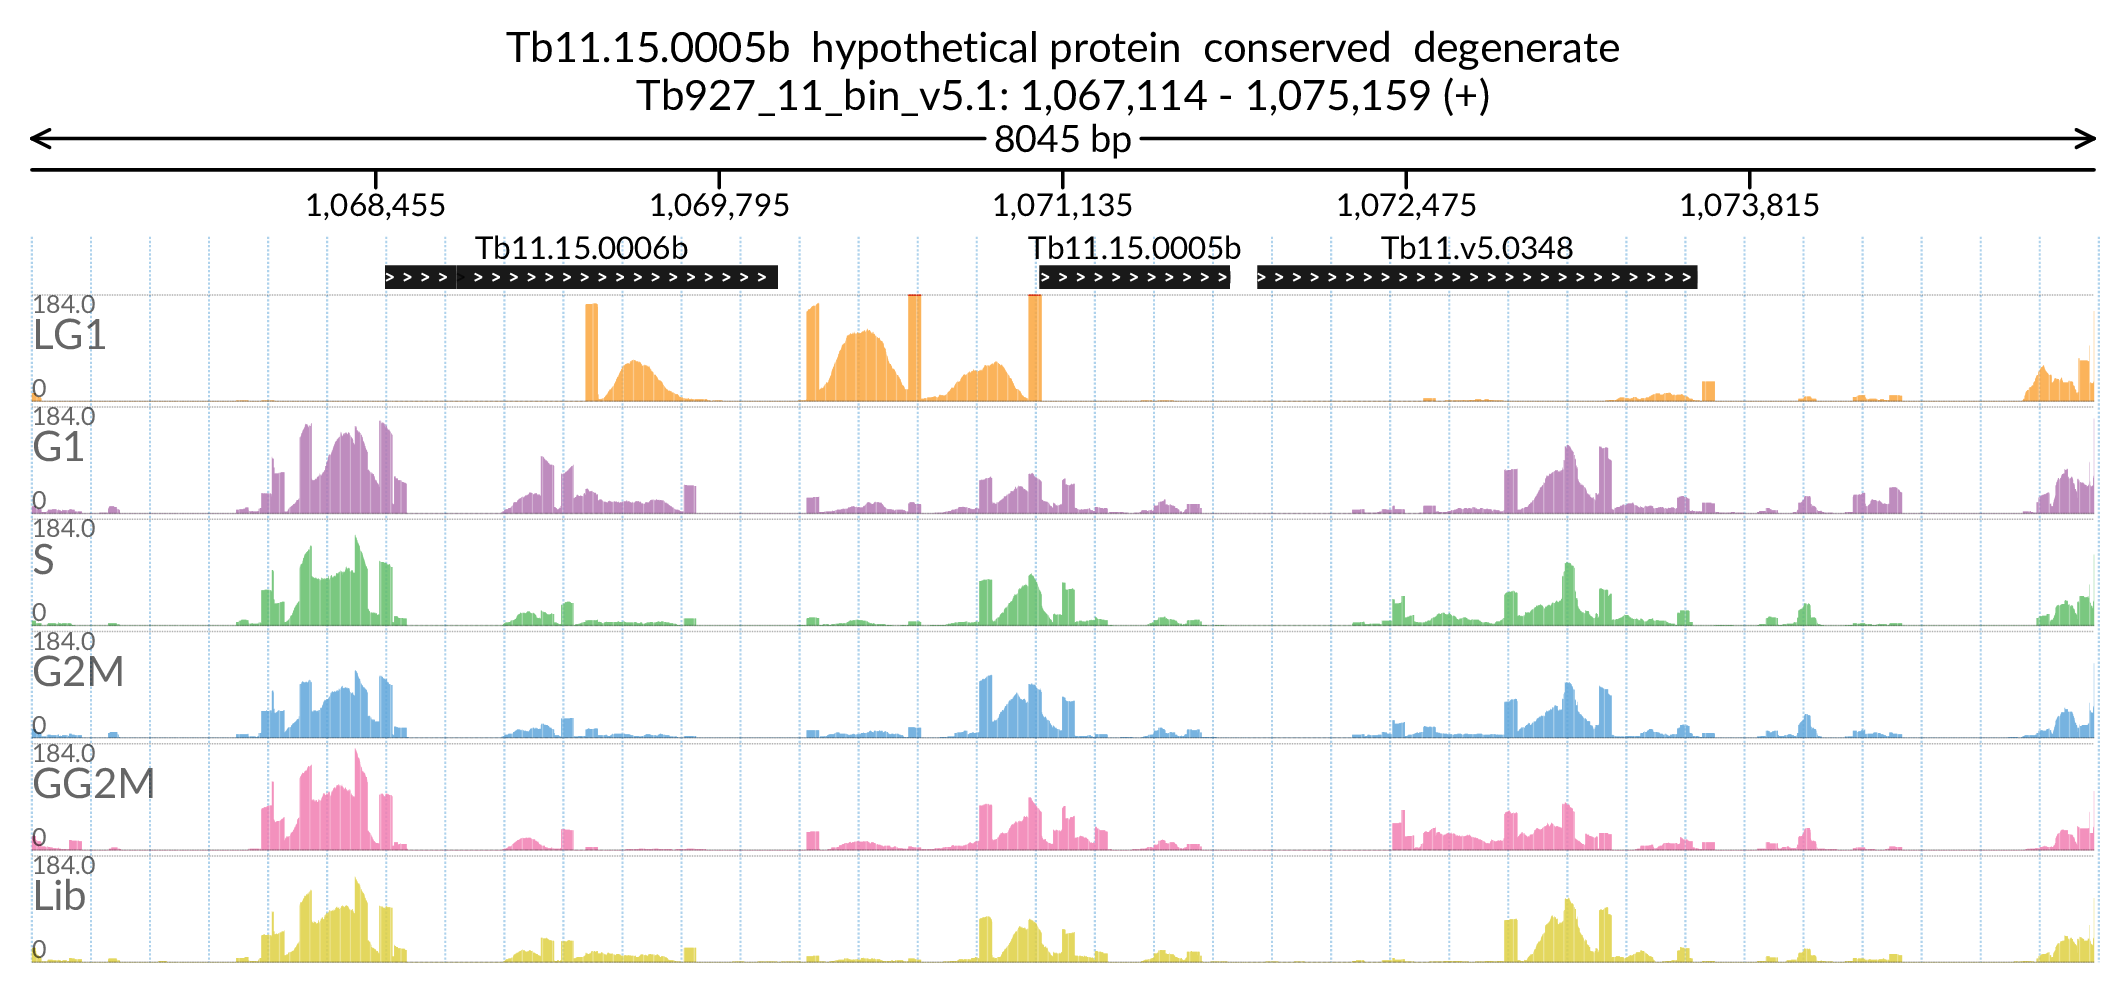 Tb11.15.0005b hypothetical protein conserved degenerate
Tb927_11_bin_v5.1: 1,067,114 - 1,075,159 (+)
8045 bp
1,068,455 1,069,795 1,071,135 1,072,475 1,073,815
Tb11.15.0006b Tb11.15.0005b Tb11.v5.0348
184.0
LG1
0
184.0
G1
0
184.0
S
0
184.0
G2M
0
184.0
GG2M
0
184.0
Lib
0